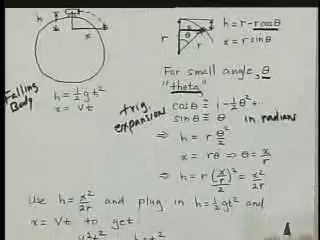 h
x
r
θ
r
h = r - r cos θ
x = r sin θ
Falling
Body
h = ½gt²
x = Vt
For small angle, θ
"theta"
trig.
expansions
cos θ ≅ 1 - ½θ² + ..
sin θ ≅ θ
in radians
⇒ h = r θ²/2
x = rθ ⇒ θ = x/r
⇒ h = r (x/r)²/2 = x²/2r
Use h = x²/2r and plug in h = ½gt² and
x = Vt to get: